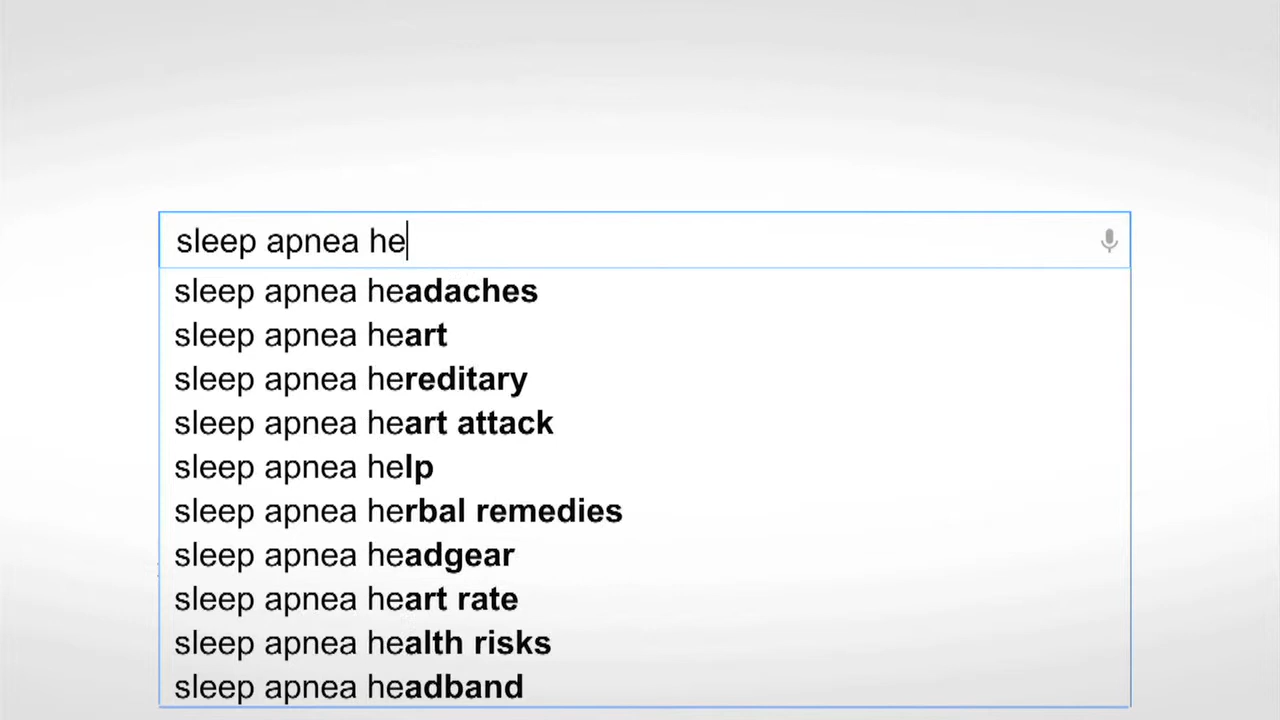 sleep apnea he
sleep apnea headaches
sleep apnea heart
sleep apnea hereditary
sleep apnea heart attack
sleep apnea help
sleep apnea herbal remedies
sleep apnea headgear
sleep apnea heart rate
sleep apnea health risks
sleep apnea headband